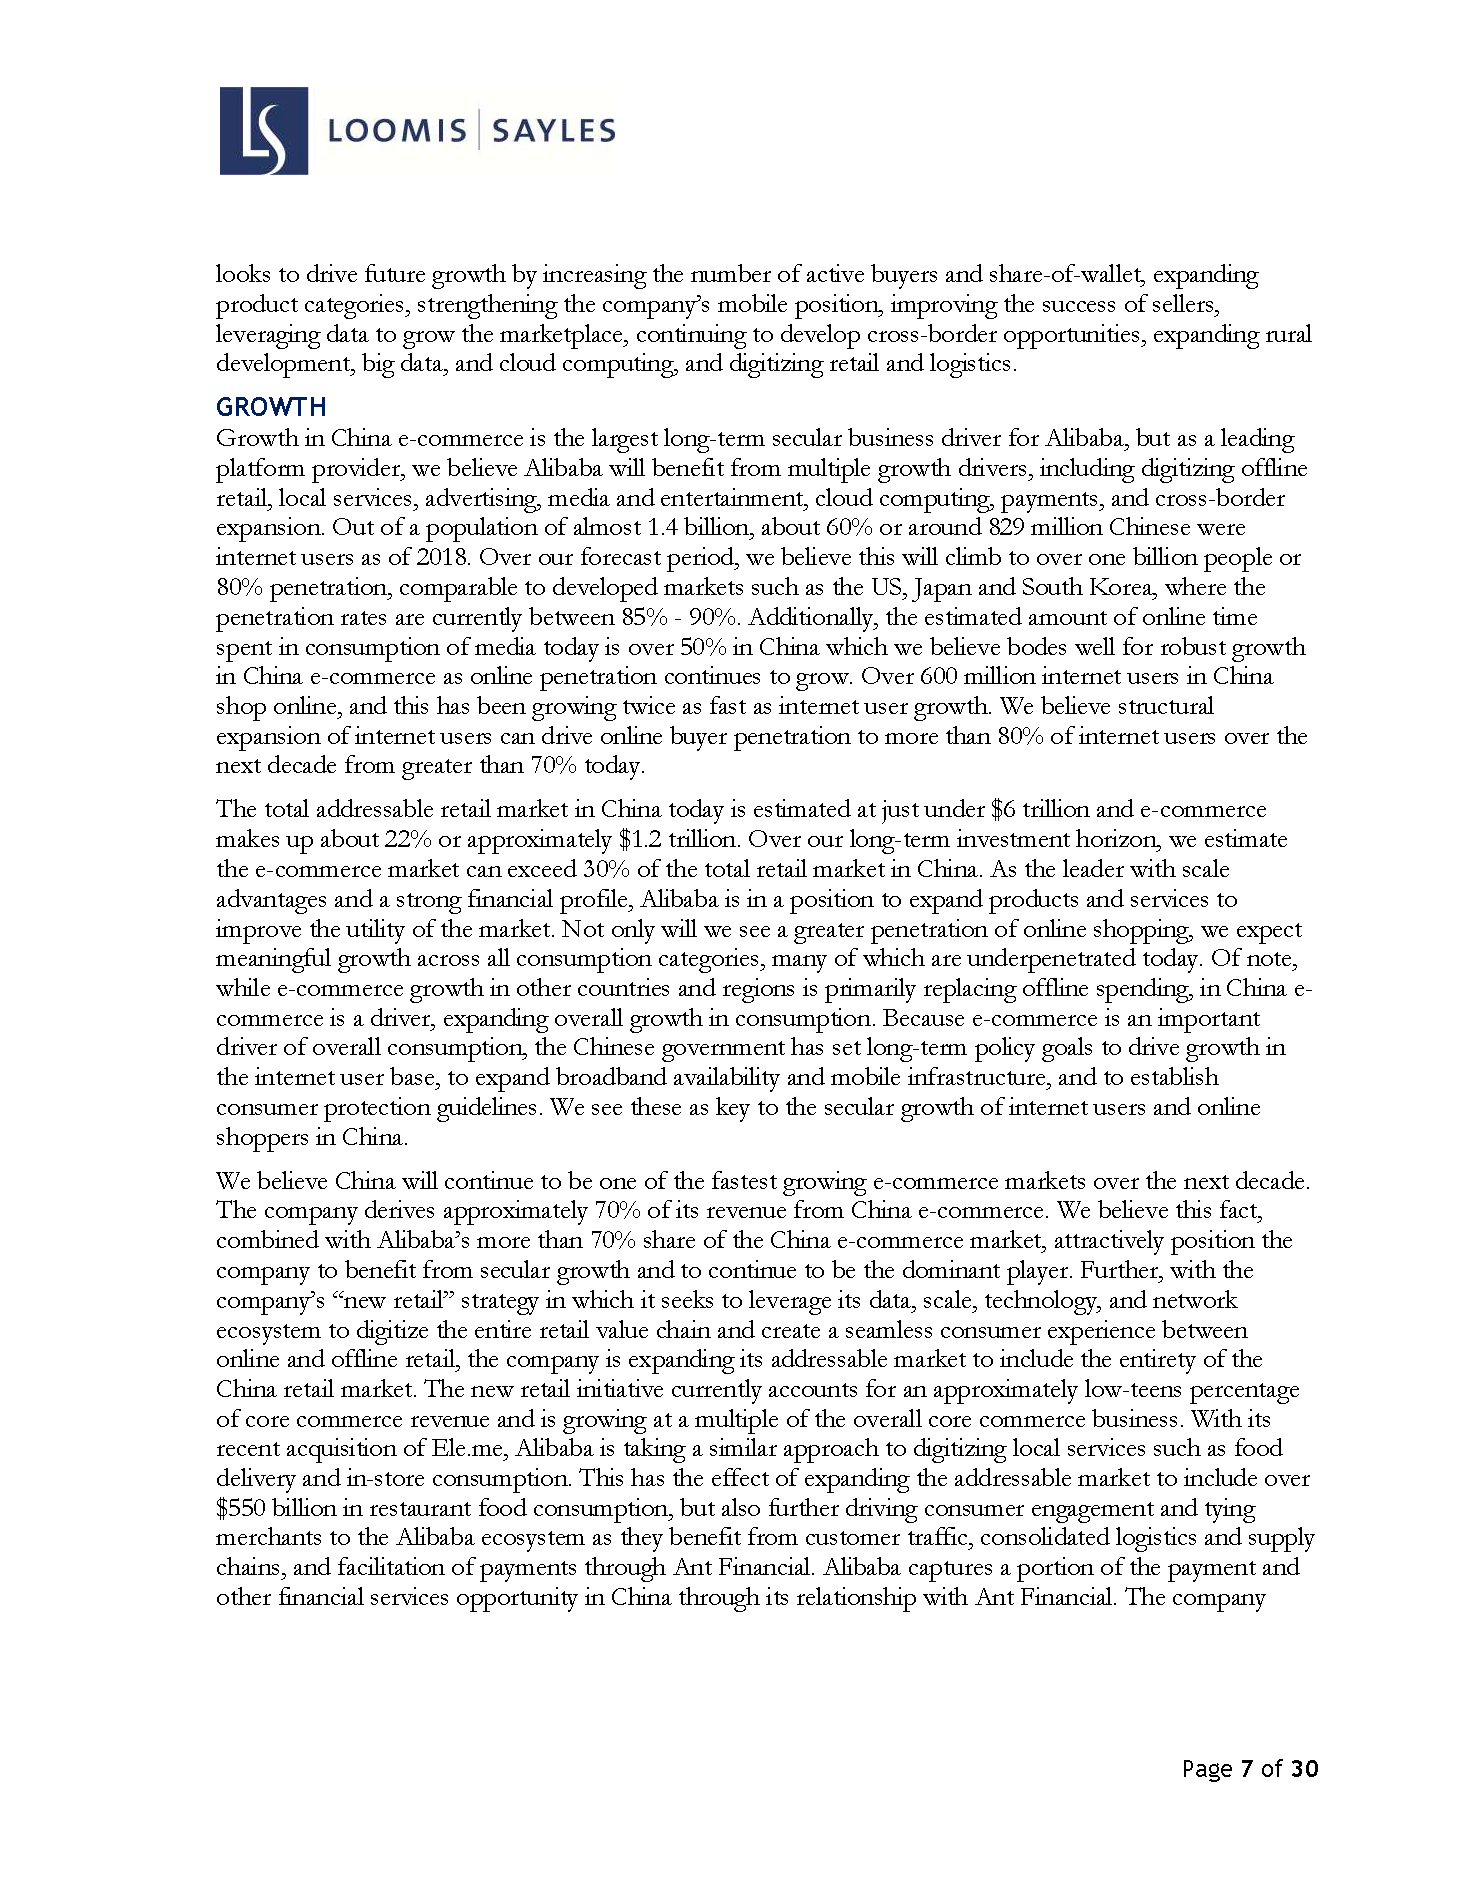 LS LOOMIS | SAYLES
looks to drive future growth by increasing the number of active buyers and share-of-wallet, expanding
product categories, strengthening the company's mobile position, improving the success of sellers,
leveraging data to grow the marketplace, continuing to develop cross-border opportunities, expanding rural
development, big data, and cloud computing, and digitizing retail and logistics.
GROWTH
Growth in China e-commerce is the largest long-term secular business driver for Alibaba, but as a leading
platform provider, we believe Alibaba will benefit from multiple growth drivers, including digitizing offline
retail, local services, advertising, media and entertainment, cloud computing, payments, and cross-border
expansion. Out of a population of almost 1.4 billion, about 60% or around 829 million Chinese were
internet users as of 2018. Over our forecast period, we believe this will climb to over one billion people or
80% penetration, comparable to developed markets such as the US, Japan and South Korea, where the
penetration rates are currently between 85% - 90%. Additionally, the estimated amount of online time
spent in consumption of media today is over 50% in China which we believe bodes well for robust growth
in China e-commerce as online penetration continues to grow. Over 600 million internet users in China
shop online, and this has been growing twice as fast as internet user growth. We believe structural
expansion of internet users can drive online buyer penetration to more than 80% of internet users over the
next decade from greater than 70% today.
The total addressable retail market in China today is estimated at just under $6 trillion and e-commerce
makes up about 22% or approximately $1.2 trillion. Over our long-term investment horizon, we estimate
the e-commerce market can exceed 30% of the total retail market in China. As the leader with scale
advantages and a strong financial profile, Alibaba is in a position to expand products and services to
improve the utility of the market. Not only will we see a greater penetration of online shopping, we expect
meaningful growth across all consumption categories, many of which are underpenetrated today. Of note,
while e-commerce growth in other countries and regions is primarily replacing offline spending, in China e-
commerce is a driver, expanding overall growth in consumption. Because e-commerce is an important
driver of overall consumption, the Chinese government has set long-term policy goals to drive growth in
the internet user base, to expand broadband availability and mobile infrastructure, and to establish
consumer protection guidelines. We see these as key to the secular growth of internet users and online
shoppers in China.
We believe China will continue to be one of the fastest growing e-commerce markets over the next decade.
The company derives approximately 70% of its revenue from China e-commerce. We believe this fact,
combined with Alibaba's more than 70% share of the China e-commerce market, attractively position the
company to benefit from secular growth and to continue to be the dominant player. Further, with the
company's “new retail” strategy in which it seeks to leverage its data, scale, technology, and network
ecosystem to digitize the entire retail value chain and create a seamless consumer experience between
online and offline retail, the company is expanding its addressable market to include the entirety of the
China retail market. The new retail initiative currently accounts for an approximately low-teens percentage
of core commerce revenue and is growing at a multiple of the overall core commerce business. With its
recent acquisition of Ele.me, Alibaba is taking a similar approach to digitizing local services such as food
delivery and in-store consumption. This has the effect of expanding the addressable market to include over
$550 billion in restaurant food consumption, but also further driving consumer engagement and tying
merchants to the Alibaba ecosystem as they benefit from customer traffic, consolidated logistics and supply
chains, and facilitation of payments through Ant Financial. Alibaba captures a portion of the payment and
other financial services opportunity in China through its relationship with Ant Financial. The company
Page 7 of 30